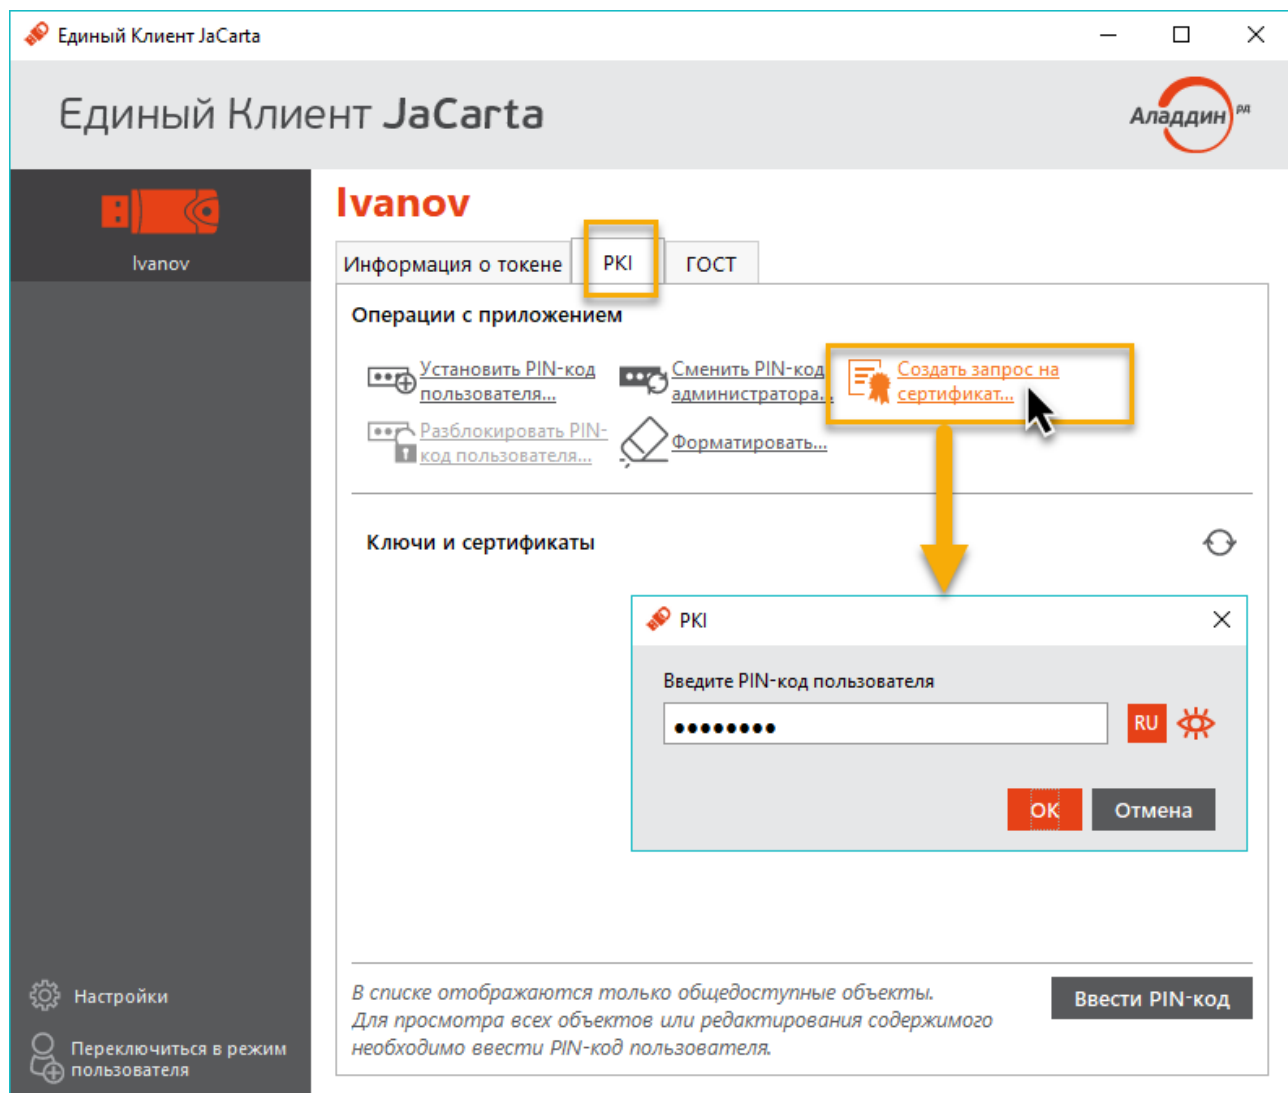 Единый Клиент JaCarta
Единый Клиент JaCarta
Аладдин РД
Ivanov
Ivanov
Информация о токене
PKI
ГОСТ
Операции с приложением
Установить PIN-код
пользователя...
Сменить PIN-код
администратора...
Создать запрос на
сертификат...
Разблокировать PIN-
код пользователя...
Форматировать...
Ключи и сертификаты
PKI
Введите PIN-код пользователя
RU
ОК
Отмена
Настройки
Переключиться в режим
пользователя
В списке отображаются только общедоступные объекты.
Для просмотра всех объектов или редактирования содержимого
необходимо ввести PIN-код пользователя.
Ввести PIN-код